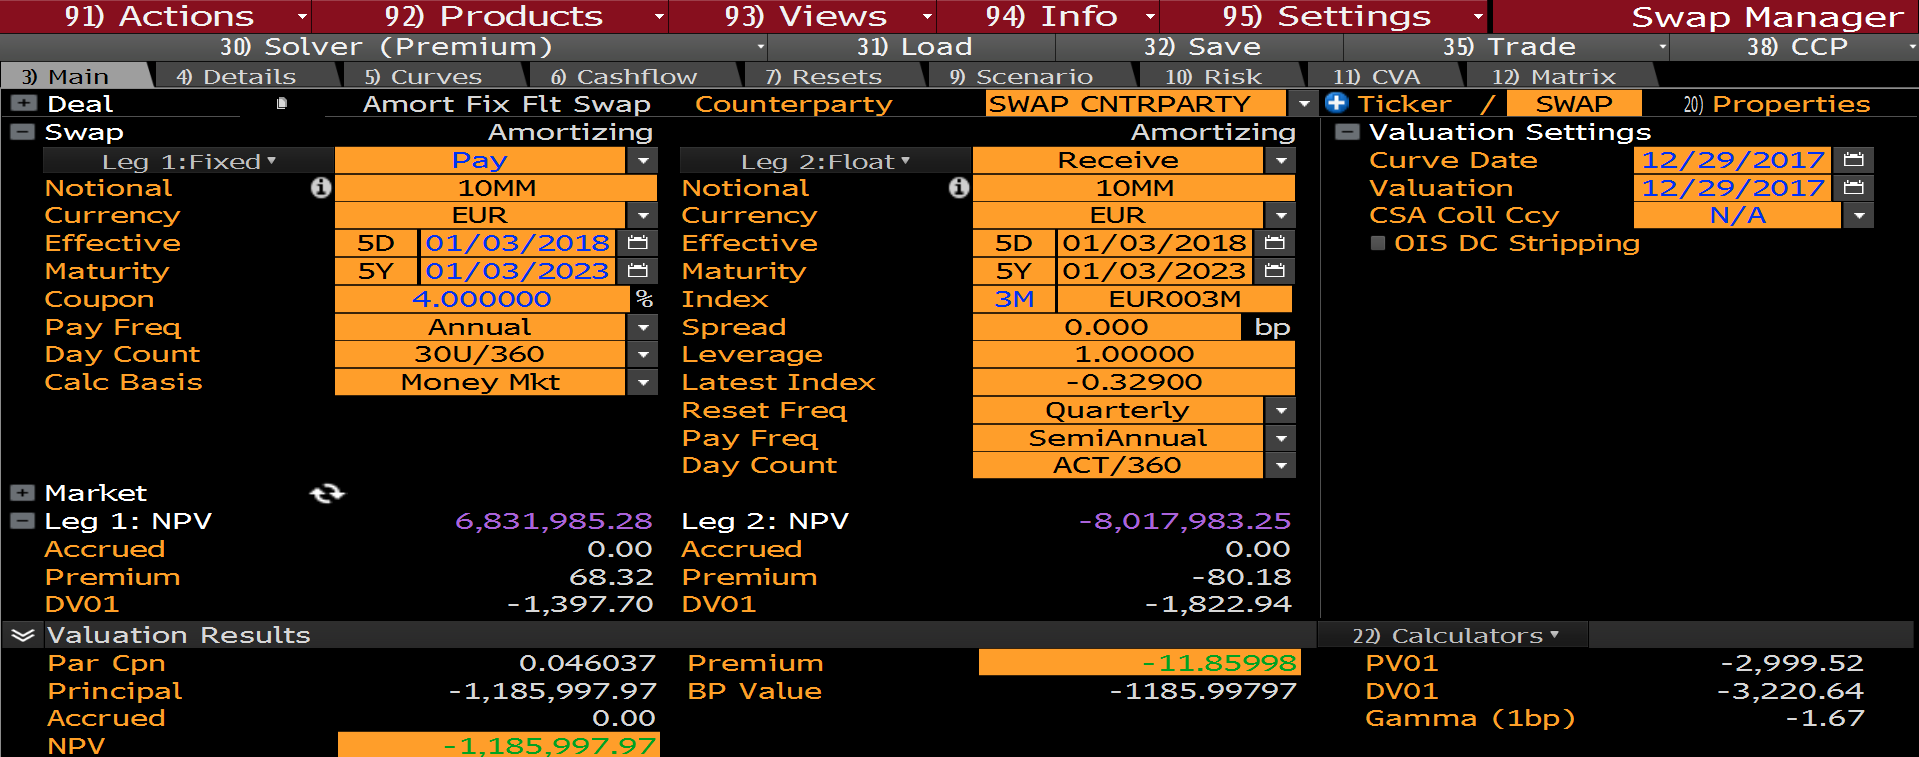 91) Actions 92) Products 93) Views 94) Info 95) Settings Swap Manager
30) Solver (Premium) 31) Load 32) Save 35) Trade 38) CCP
3) Main 4) Details 5) Curves 6) Cashflow 7) Resets 9) Scenario 10) Risk 11) CVA 12) Matrix
Deal Amort Fix Flt Swap Counterparty SWAP CNTRPARTY Ticker / SWAP 20) Properties
Swap Amortizing Amortizing Valuation Settings
Leg 1:Fixed Pay Leg 2:Float Receive Curve Date 12/29/2017
Notional 10MM Notional 10MM Valuation 12/29/2017
Currency EUR Currency EUR CSA Coll Ccy N/A
Effective 5D 01/03/2018 Effective 5D 01/03/2018 OIS DC Stripping
Maturity 5Y 01/03/2023 Maturity 5Y 01/03/2023
Coupon 4.000000 % Index 3M EUR003M
Pay Freq Annual Spread 0.000 bp
Day Count 30U/360 Leverage 1.00000
Calc Basis Money Mkt Latest Index -0.32900
Reset Freq Quarterly
Pay Freq SemiAnnual
Day Count ACT/360
Market
Leg 1: NPV 6,831,985.28 Leg 2: NPV -8,017,983.25
Accrued 0.00 Accrued 0.00
Premium 68.32 Premium -80.18
DV01 -1,397.70 DV01 -1,822.94
Valuation Results 22) Calculators
Par Cpn 0.046037 Premium -11.85998 PV01 -2,999.52
Principal -1,185,997.97 BP Value -1185.99797 DV01 -3,220.64
Accrued 0.00 Gamma (1bp) -1.67
NPV -1,185,997.97